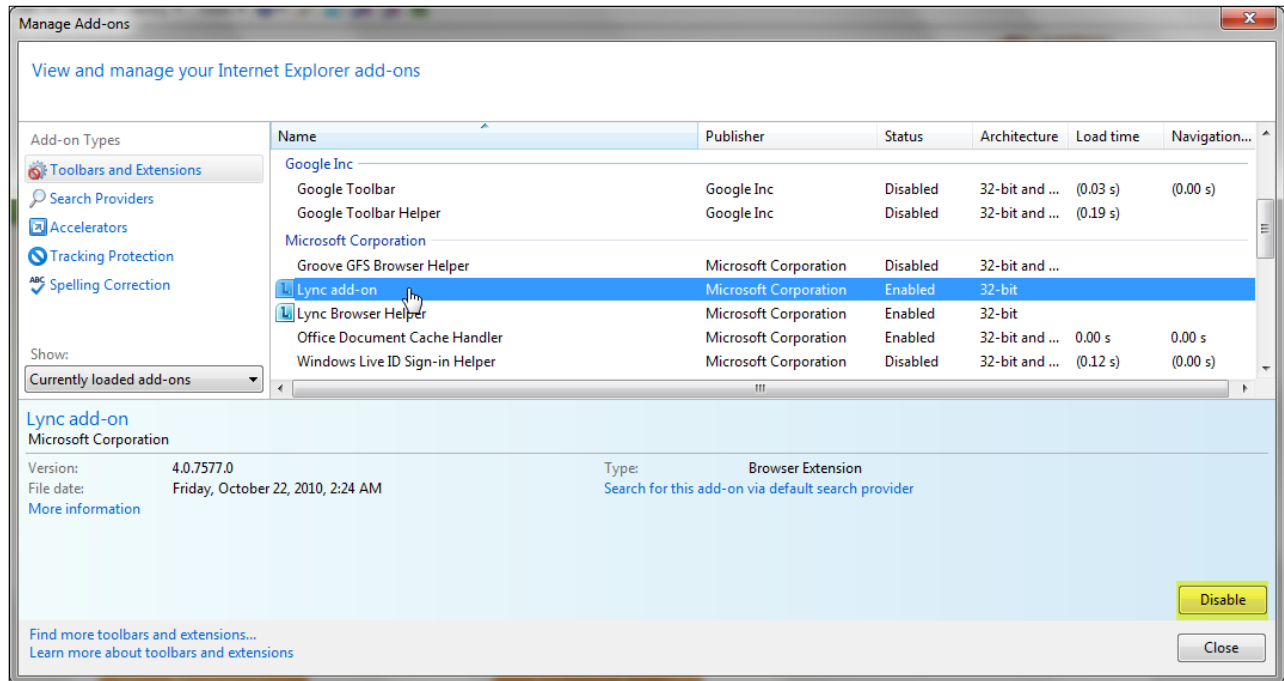 Manage Add-ons
View and manage your Internet Explorer add-ons
Add-on Types
Toolbars and Extensions
Search Providers
Accelerators
Tracking Protection
ABC Spelling Correction
Show:
Currently loaded add-ons
Name Publisher Status Architecture Load time Navigation...
Google Inc
Google Toolbar Google Inc Disabled 32-bit and ... (0.03 s) (0.00 s)
Google Toolbar Helper Google Inc Disabled 32-bit and ... (0.19 s)
Microsoft Corporation
Groove GFS Browser Helper Microsoft Corporation Disabled 32-bit and ...
Lync add-on Microsoft Corporation Enabled 32-bit
Lync Browser Helper Microsoft Corporation Enabled 32-bit
Office Document Cache Handler Microsoft Corporation Enabled 32-bit and ... 0.00 s 0.00 s
Windows Live ID Sign-in Helper Microsoft Corporation Disabled 32-bit and ... (0.12 s) (0.00 s)
Lync add-on
Microsoft Corporation
Version: 4.0.7577.0 Type: Browser Extension
File date: Friday, October 22, 2010, 2:24 AM Search for this add-on via default search provider
More information
Disable
Find more toolbars and extensions...
Learn more about toolbars and extensions
Close